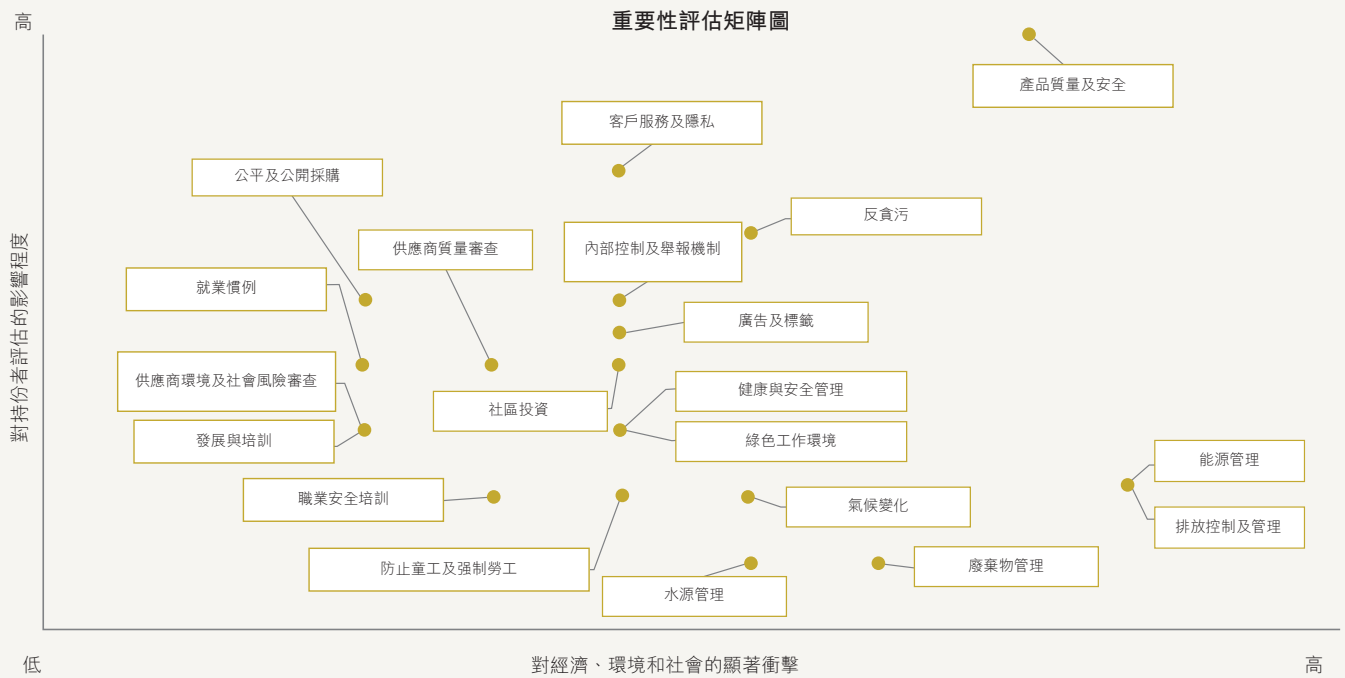 高
重要性評估矩陣圖
產品質量及安全
客戶服務及隱私
公平及公開採購
反貪污
供應商質量審查
內部控制及舉報機制
就業慣例
廣告及標籤
對持份者評估的影響程度
供應商環境及社會風險審查
健康與安全管理
社區投資
發展與培訓
綠色工作環境
能源管理
職業安全培訓
氣候變化
排放控制及管理
防止童工及强制勞工
廢棄物管理
水源管理
低
對經濟、環境和社會的顯著衝擊
高